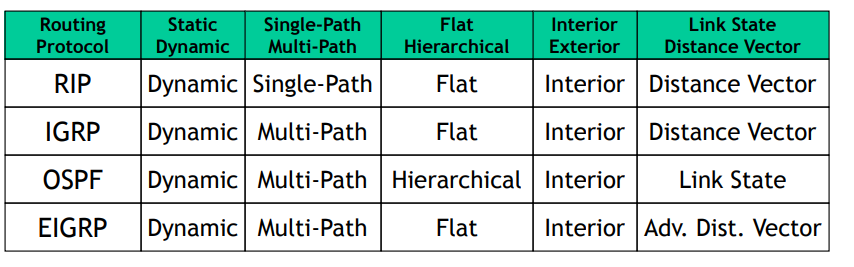 Routing Protocol Static Dynamic Single-Path Multi-Path Flat Hierarchical Interior Exterior Link State Distance Vector
RIP Dynamic Single-Path Flat Interior Distance Vector
IGRP Dynamic Multi-Path Flat Interior Distance Vector
OSPF Dynamic Multi-Path Hierarchical Interior Link State
EIGRP Dynamic Multi-Path Flat Interior Adv. Dist. Vector